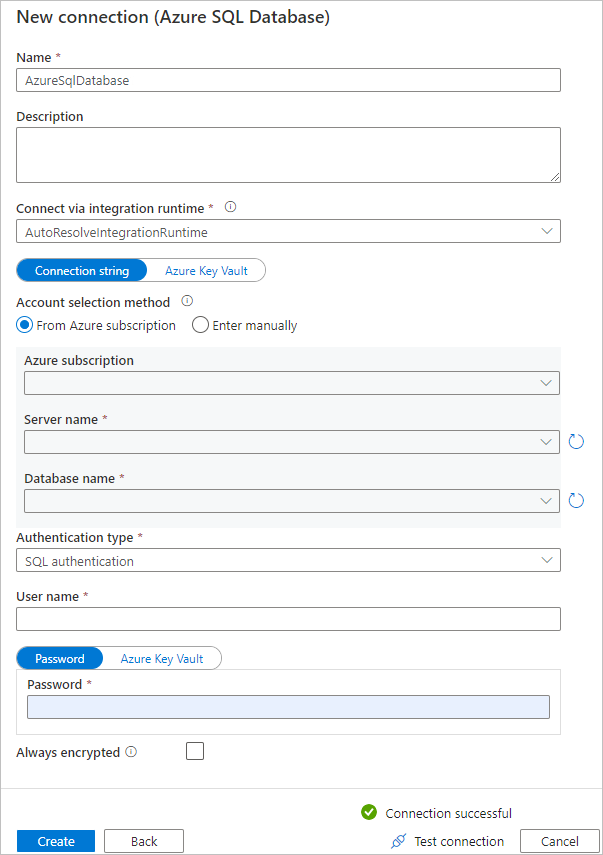 New connection (Azure SQL Database)
Name *
AzureSqlDatabase
Description
Connect via integration runtime *
AutoResolveIntegrationRuntime
Connection string Azure Key Vault
Account selection method
From Azure subscription Enter manually
Azure subscription
Server name *
Database name *
Authentication type *
SQL authentication
User name *
Password Azure Key Vault
Password *
Always encrypted
Connection successful
Create Back Test connection Cancel